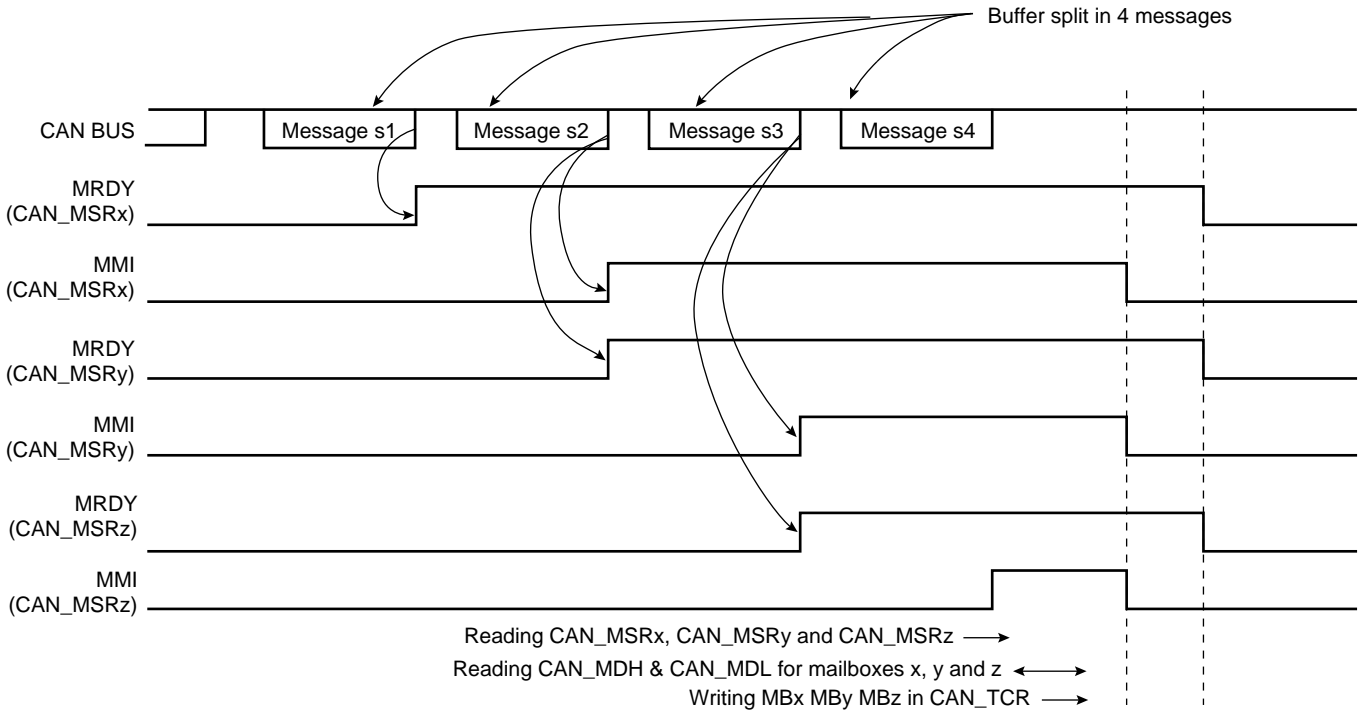 Buffer split in 4 messages
CAN BUS
Message s1
Message s2
Message s3
Message s4
MRDY
(CAN_MSRx)
MMI
(CAN_MSRx)
MRDY
(CAN_MSRy)
MMI
(CAN_MSRy)
MRDY
(CAN_MSRz)
MMI
(CAN_MSRz)
Reading CAN_MSRx, CAN_MSRy and CAN_MSRz
Reading CAN_MDH & CAN_MDL for mailboxes x, y and z
Writing MBx MBy MBz in CAN_TCR